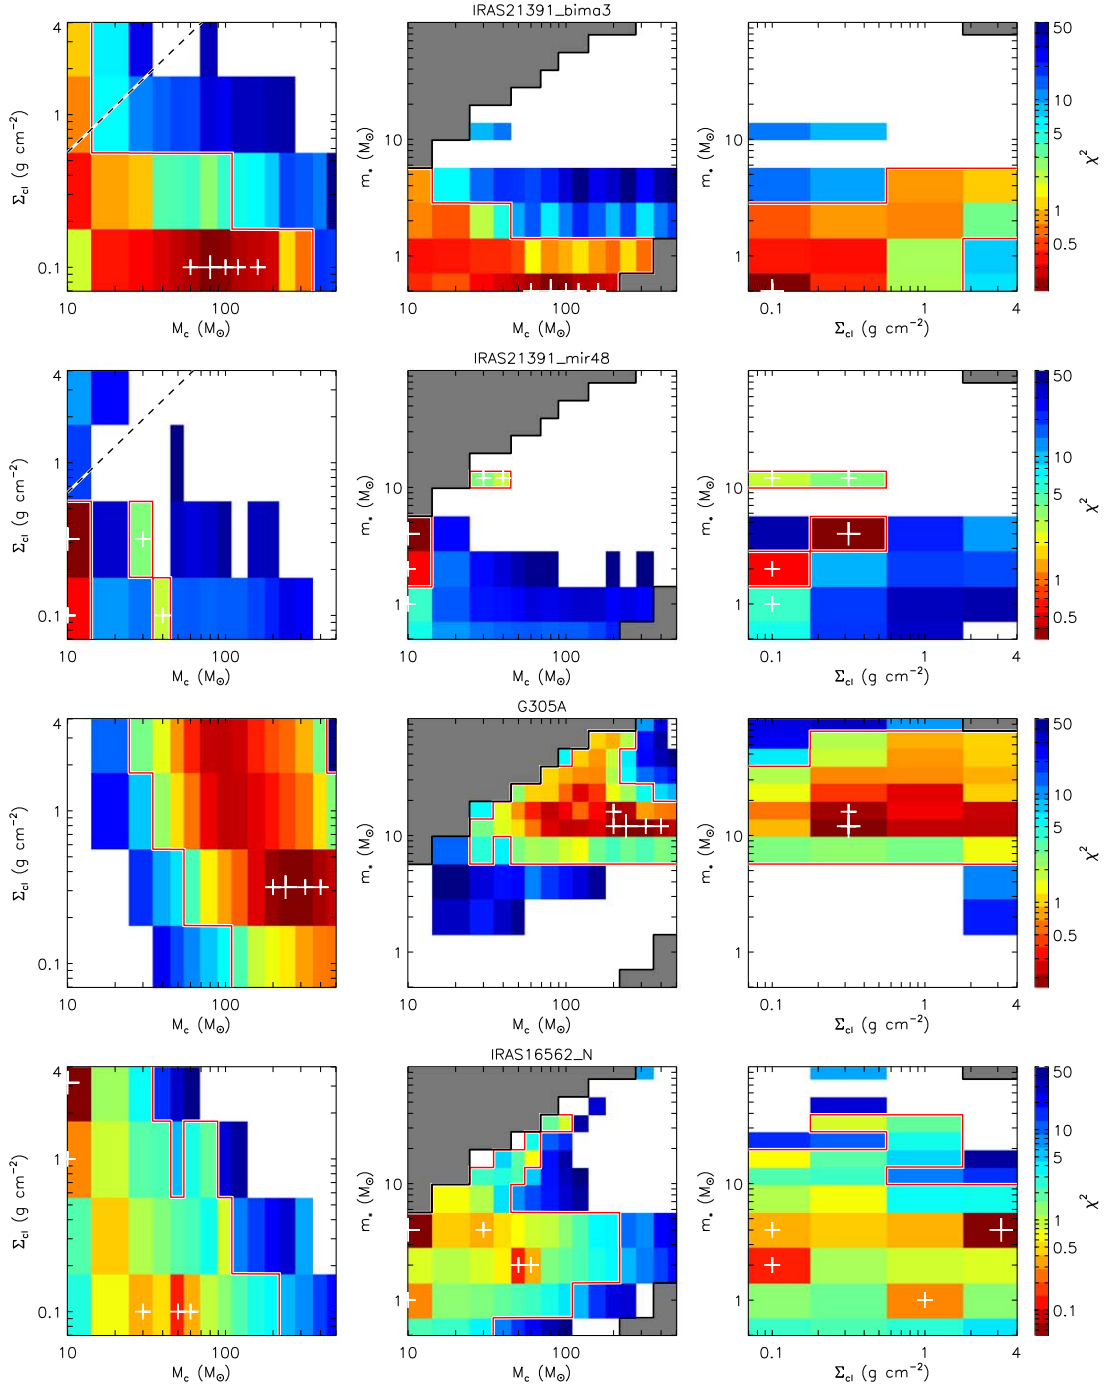 IRAS21391_bima3
4
1
0.1
Σcl (g cm⁻²)
10
100
Mc (M⊙)
10
1
m* (M⊙)
10
100
Mc (M⊙)
10
1
m* (M⊙)
0.1
1
4
Σcl (g cm⁻²)
50
10
5
1
0.5
χ²
IRAS21391_mir48
4
1
0.1
Σcl (g cm⁻²)
10
100
Mc (M⊙)
10
1
m* (M⊙)
10
100
Mc (M⊙)
10
1
m* (M⊙)
0.1
1
4
Σcl (g cm⁻²)
50
10
5
1
0.5
χ²
G305A
4
1
0.1
Σcl (g cm⁻²)
10
100
Mc (M⊙)
10
1
m* (M⊙)
10
100
Mc (M⊙)
10
1
m* (M⊙)
0.1
1
4
Σcl (g cm⁻²)
50
10
5
1
0.5
χ²
IRAS16562_N
4
1
0.1
Σcl (g cm⁻²)
10
100
Mc (M⊙)
10
1
m* (M⊙)
10
100
Mc (M⊙)
10
1
m* (M⊙)
0.1
1
4
Σcl (g cm⁻²)
50
10
5
1
0.5
0.1
χ²